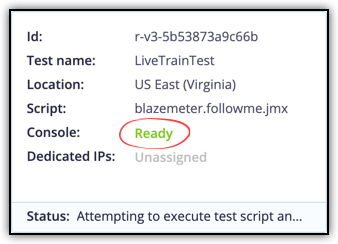 Id: r-v3-5b53873a9c66b
Test name: LiveTrainTest
Location: US East (Virginia)
Script: blazemeter.followme.jmx
Console: Ready
Dedicated IPs: Unassigned
Status: Attempting to execute test script an...